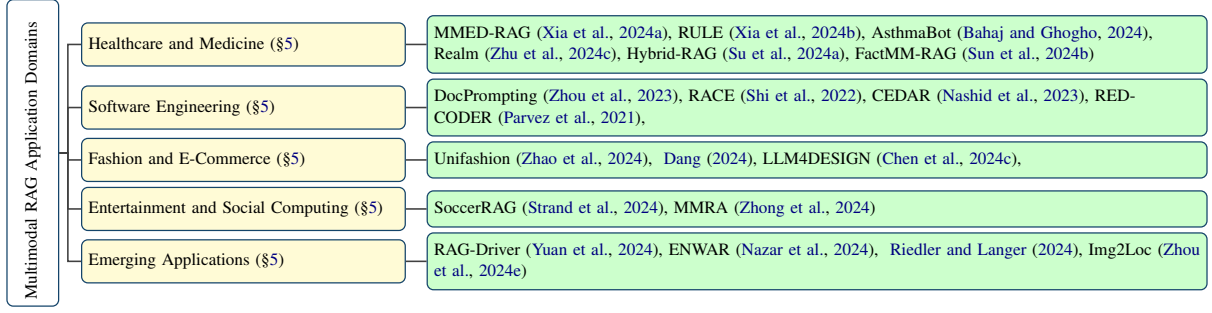 Multimodal RAG Application Domains
Healthcare and Medicine (§5)
MMED-RAG (Xia et al., 2024a), RULE (Xia et al., 2024b), AsthmaBot (Bahaj and Ghogho, 2024),
Realm (Zhu et al., 2024c), Hybrid-RAG (Su et al., 2024a), FactMM-RAG (Sun et al., 2024b)
Software Engineering (§5)
DocPrompting (Zhou et al., 2023), RACE (Shi et al., 2022), CEDAR (Nashid et al., 2023), RED-
CODER (Parvez et al., 2021),
Fashion and E-Commerce (§5)
Unifashion (Zhao et al., 2024), Dang (2024), LLM4DESIGN (Chen et al., 2024c),
Entertainment and Social Computing (§5)
SoccerRAG (Strand et al., 2024), MMRA (Zhong et al., 2024)
Emerging Applications (§5)
RAG-Driver (Yuan et al., 2024), ENWAR (Nazar et al., 2024), Riedler and Langer (2024), Img2Loc (Zhou
et al., 2024e)